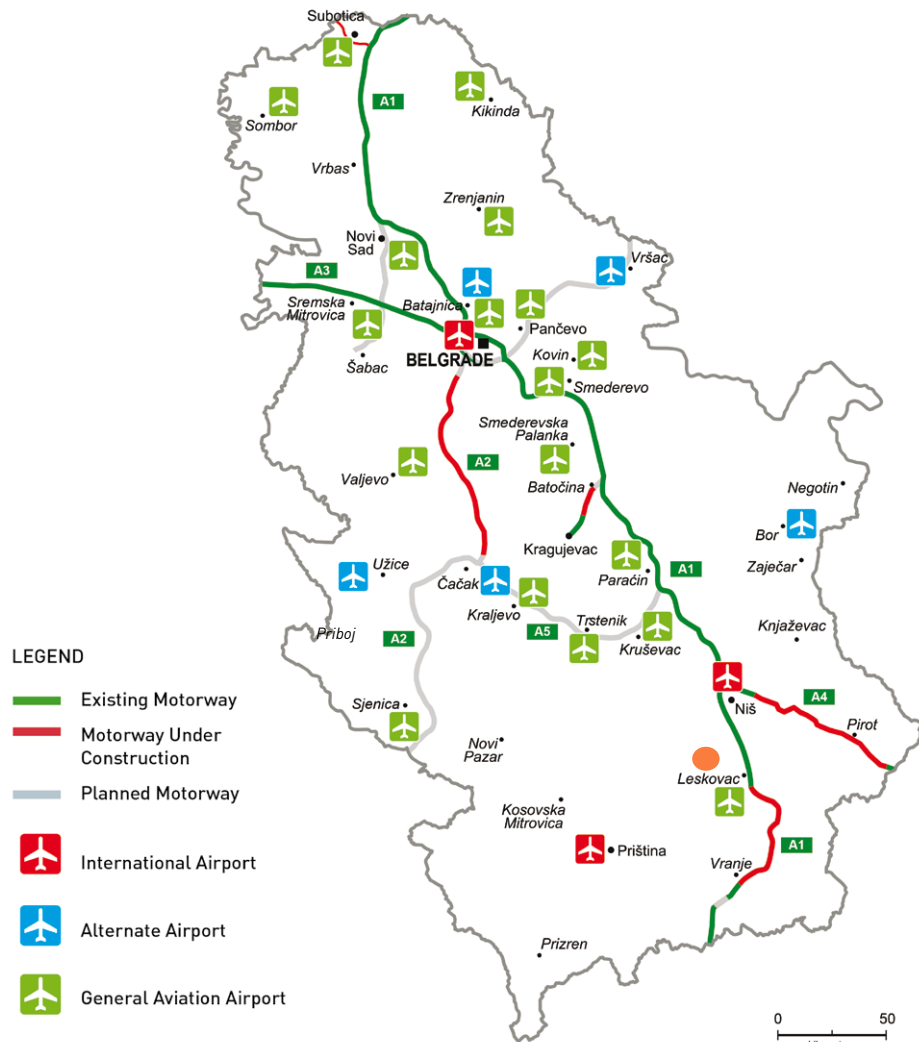 Subotica
A1
Kikinda
Sombor
Vrbas
Zrenjanin
Novi
Sad
A3
Vršac
Sremska
Mitrovica
Batajnica
Pančevo
BELGRADE
Šabac
Kovin
Smederevo
Smederevska
Palanka
A2
Valjevo
Batočina
Negotin
Bor
Kragujevac
Zaječar
Užice
Čačak
Paraćin
A1
Kraljevo
Trstenik
A5
Priboj
A2
Kruševac
Knjaževac
LEGEND
Existing Motorway
Motorway Under
Construction
Planned Motorway
International Airport
Alternate Airport
General Aviation Airport
Sjenica
Niš
A4
Pirot
Novi
Pazar
Leskovac
Kosovska
Mitrovica
Priština
A1
Vranje
Prizren
0 50